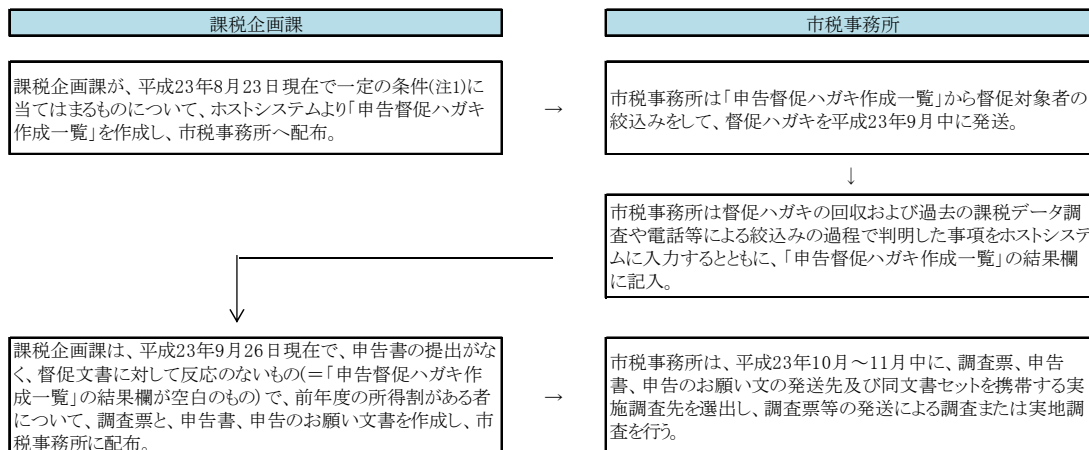 課税企画課
市税事務所
課税企画課が、平成23年8月23日現在で一定の条件(注1)に
当てはまるものについて、ホストシステムより「申告督促ハガキ
作成一覧」を作成し、市税事務所へ配布。
→
市税事務所は「申告督促ハガキ作成一覧」から督促対象者の
絞込みをして、督促ハガキを平成23年9月中に発送。
↓
市税事務所は督促ハガキの回収および過去の課税データ調
査や電話等による絞込みの過程で判明した事項をホストシステ
ムに入力するとともに、「申告督促ハガキ作成一覧」の結果欄
に記入。
課税企画課は、平成23年9月26日現在で、申告書の提出がな
く、督促文書に対して反応のないもの(=「申告督促ハガキ作
成一覧」の結果欄が空白のもの)で、前年度の所得割がある者
について、調査票と、申告書、申告のお願い文書を作成し、市
税事務所に配布。
→
市税事務所は、平成23年10月～11月中に、調査票、申告
書、申告のお願い文の発送先及び同文書セットを携帯する実
施調査先を選出し、調査票等の発送による調査または実地調
査を行う。